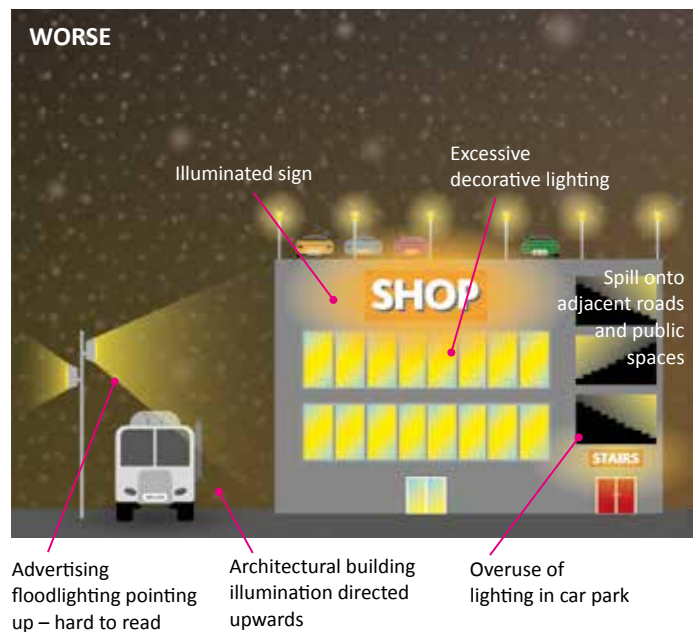 WORSE
Illuminated sign
Excessive
decorative lighting
SHOP
Spill onto
adjacent roads
and public
spaces
STAIRS
Advertising
floodlighting pointing
up – hard to read
Architectural building
illumination directed
upwards
Overuse of
lighting in car park